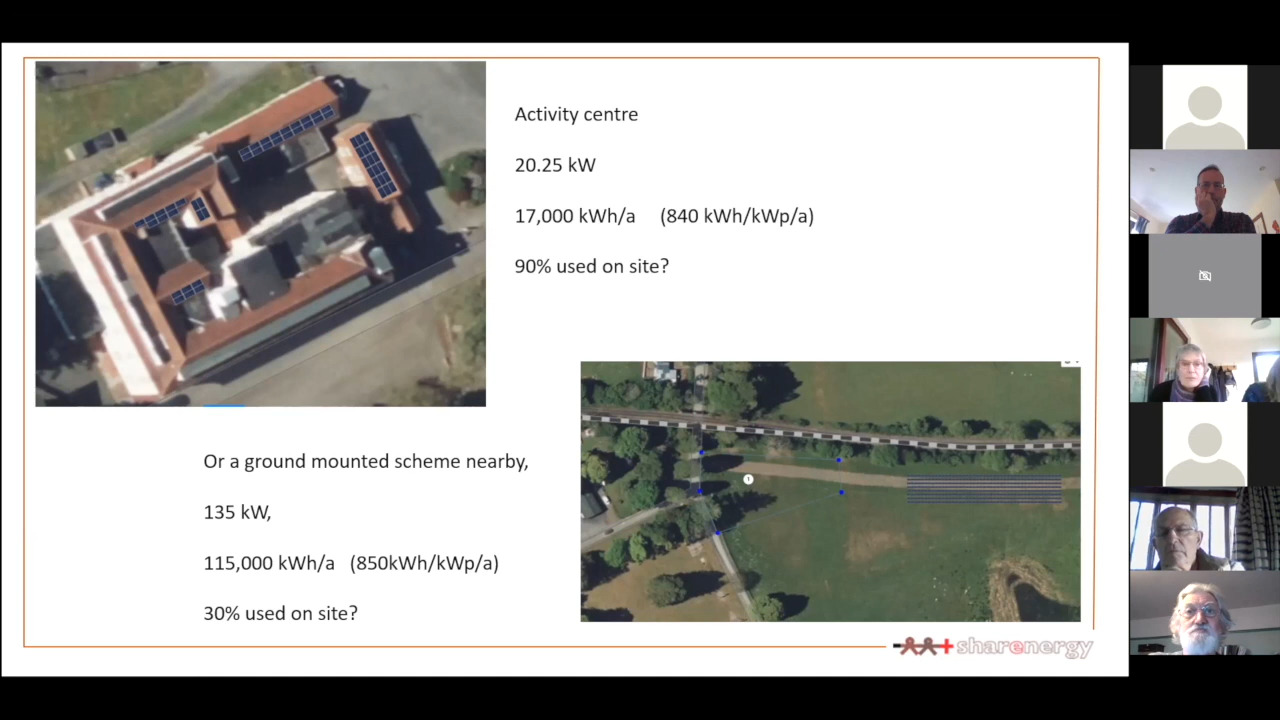 Activity centre
20.25 kW
17,000 kWh/a (840 kWh/kWp/a)
90% used on site?
Or a ground mounted scheme nearby,
135 kW,
115,000 kWh/a (850kWh/kWp/a)
30% used on site?
sharenergy